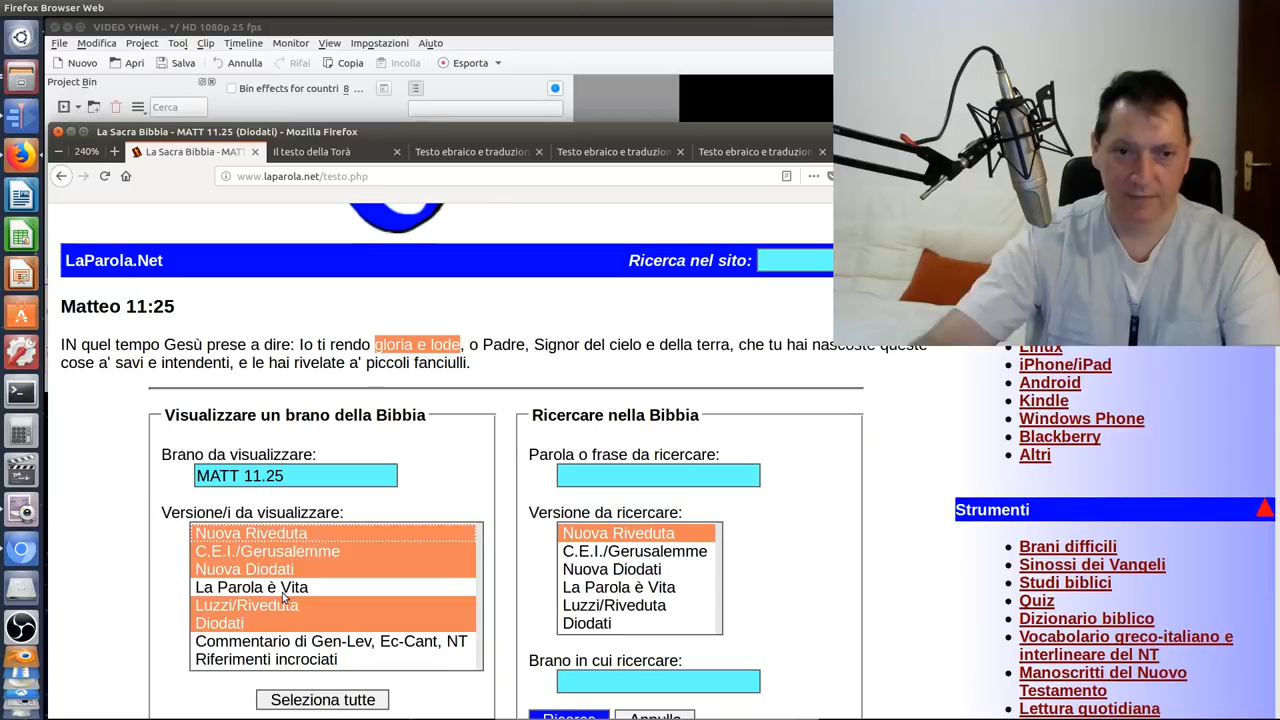 Firefox Browser Web
VIDEO YHWH .. */ HD 1080p 25 fps
File Modifica Project Tool Clip Timeline Monitor View Impostazioni Aiuto
Nuovo Apri Salva Annulla Rifai Copia Incolla Esporta
Project Bin
Bin effects for countri 8 ...
Cerca
La Sacra Bibbia - MATT 11.25 (Diodati) - Mozilla Firefox
240% La Sacra Bibbia - MATT Il testo della Torà Testo ebraico e traduzion Testo ebraico e traduzion Testo ebraico e traduzion
www.laparola.net/testo.php
LaParola.Net Ricerca nel sito:
Matteo 11:25
IN quel tempo Gesù prese a dire: Io ti rendo gloria e lode, o Padre, Signor del cielo e della terra, che tu hai nascoste queste
cose a' savi e intendenti, e le hai rivelate a' piccoli fanciulli.
Visualizzare un brano della Bibbia
Brano da visualizzare:
MATT 11.25
Versione/i da visualizzare:
Nuova Riveduta
C.E.I./Gerusalemme
Nuova Diodati
La Parola è Vita
Luzzi/Riveduta
Diodati
Commentario di Gen-Lev, Ec-Cant, NT
Riferimenti incrociati
Seleziona tutte
Ricercare nella Bibbia
Parola o frase da ricercare:
Versione da ricercare:
Nuova Riveduta
C.E.I./Gerusalemme
Nuova Diodati
La Parola è Vita
Luzzi/Riveduta
Diodati
Brano in cui ricercare:
Ricerca Annulla
Linux
iPhone/iPad
Android
Kindle
Windows Phone
Blackberry
Altri
Strumenti
Brani difficili
Sinossi dei Vangeli
Studi biblici
Quiz
Dizionario biblico
Vocabolario greco-italiano e
interlineare del NT
Manoscritti del Nuovo
Testamento
Lettura quotidiana